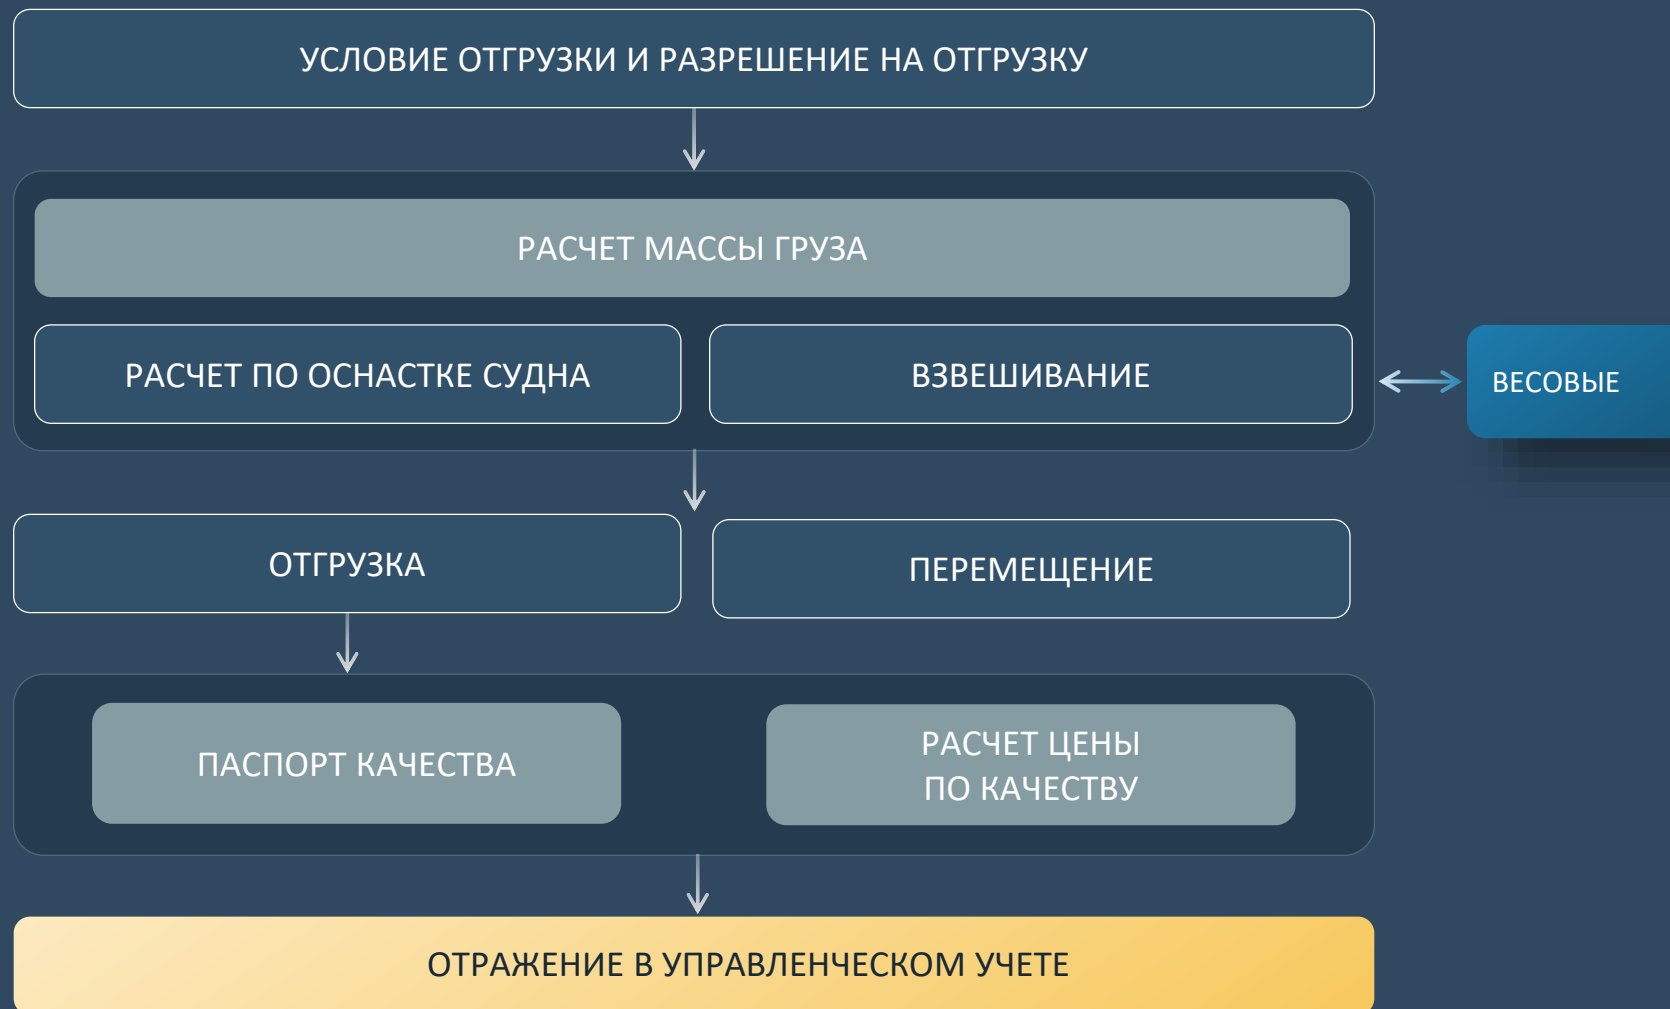 УСЛОВИЕ ОТГРУЗКИ И РАЗРЕШЕНИЕ НА ОТГРУЗКУ
РАСЧЕТ МАССЫ ГРУЗА
РАСЧЕТ ПО ОСНАСТКЕ СУДНА
ВЗВЕШИВАНИЕ
ВЕСОВЫЕ
ОТГРУЗКА
ПЕРЕМЕЩЕНИЕ
ПАСПОРТ КАЧЕСТВА
РАСЧЕТ ЦЕНЫ
ПО КАЧЕСТВУ
ОТРАЖЕНИЕ В УПРАВЛЕНЧЕСКОМ УЧЕТЕ